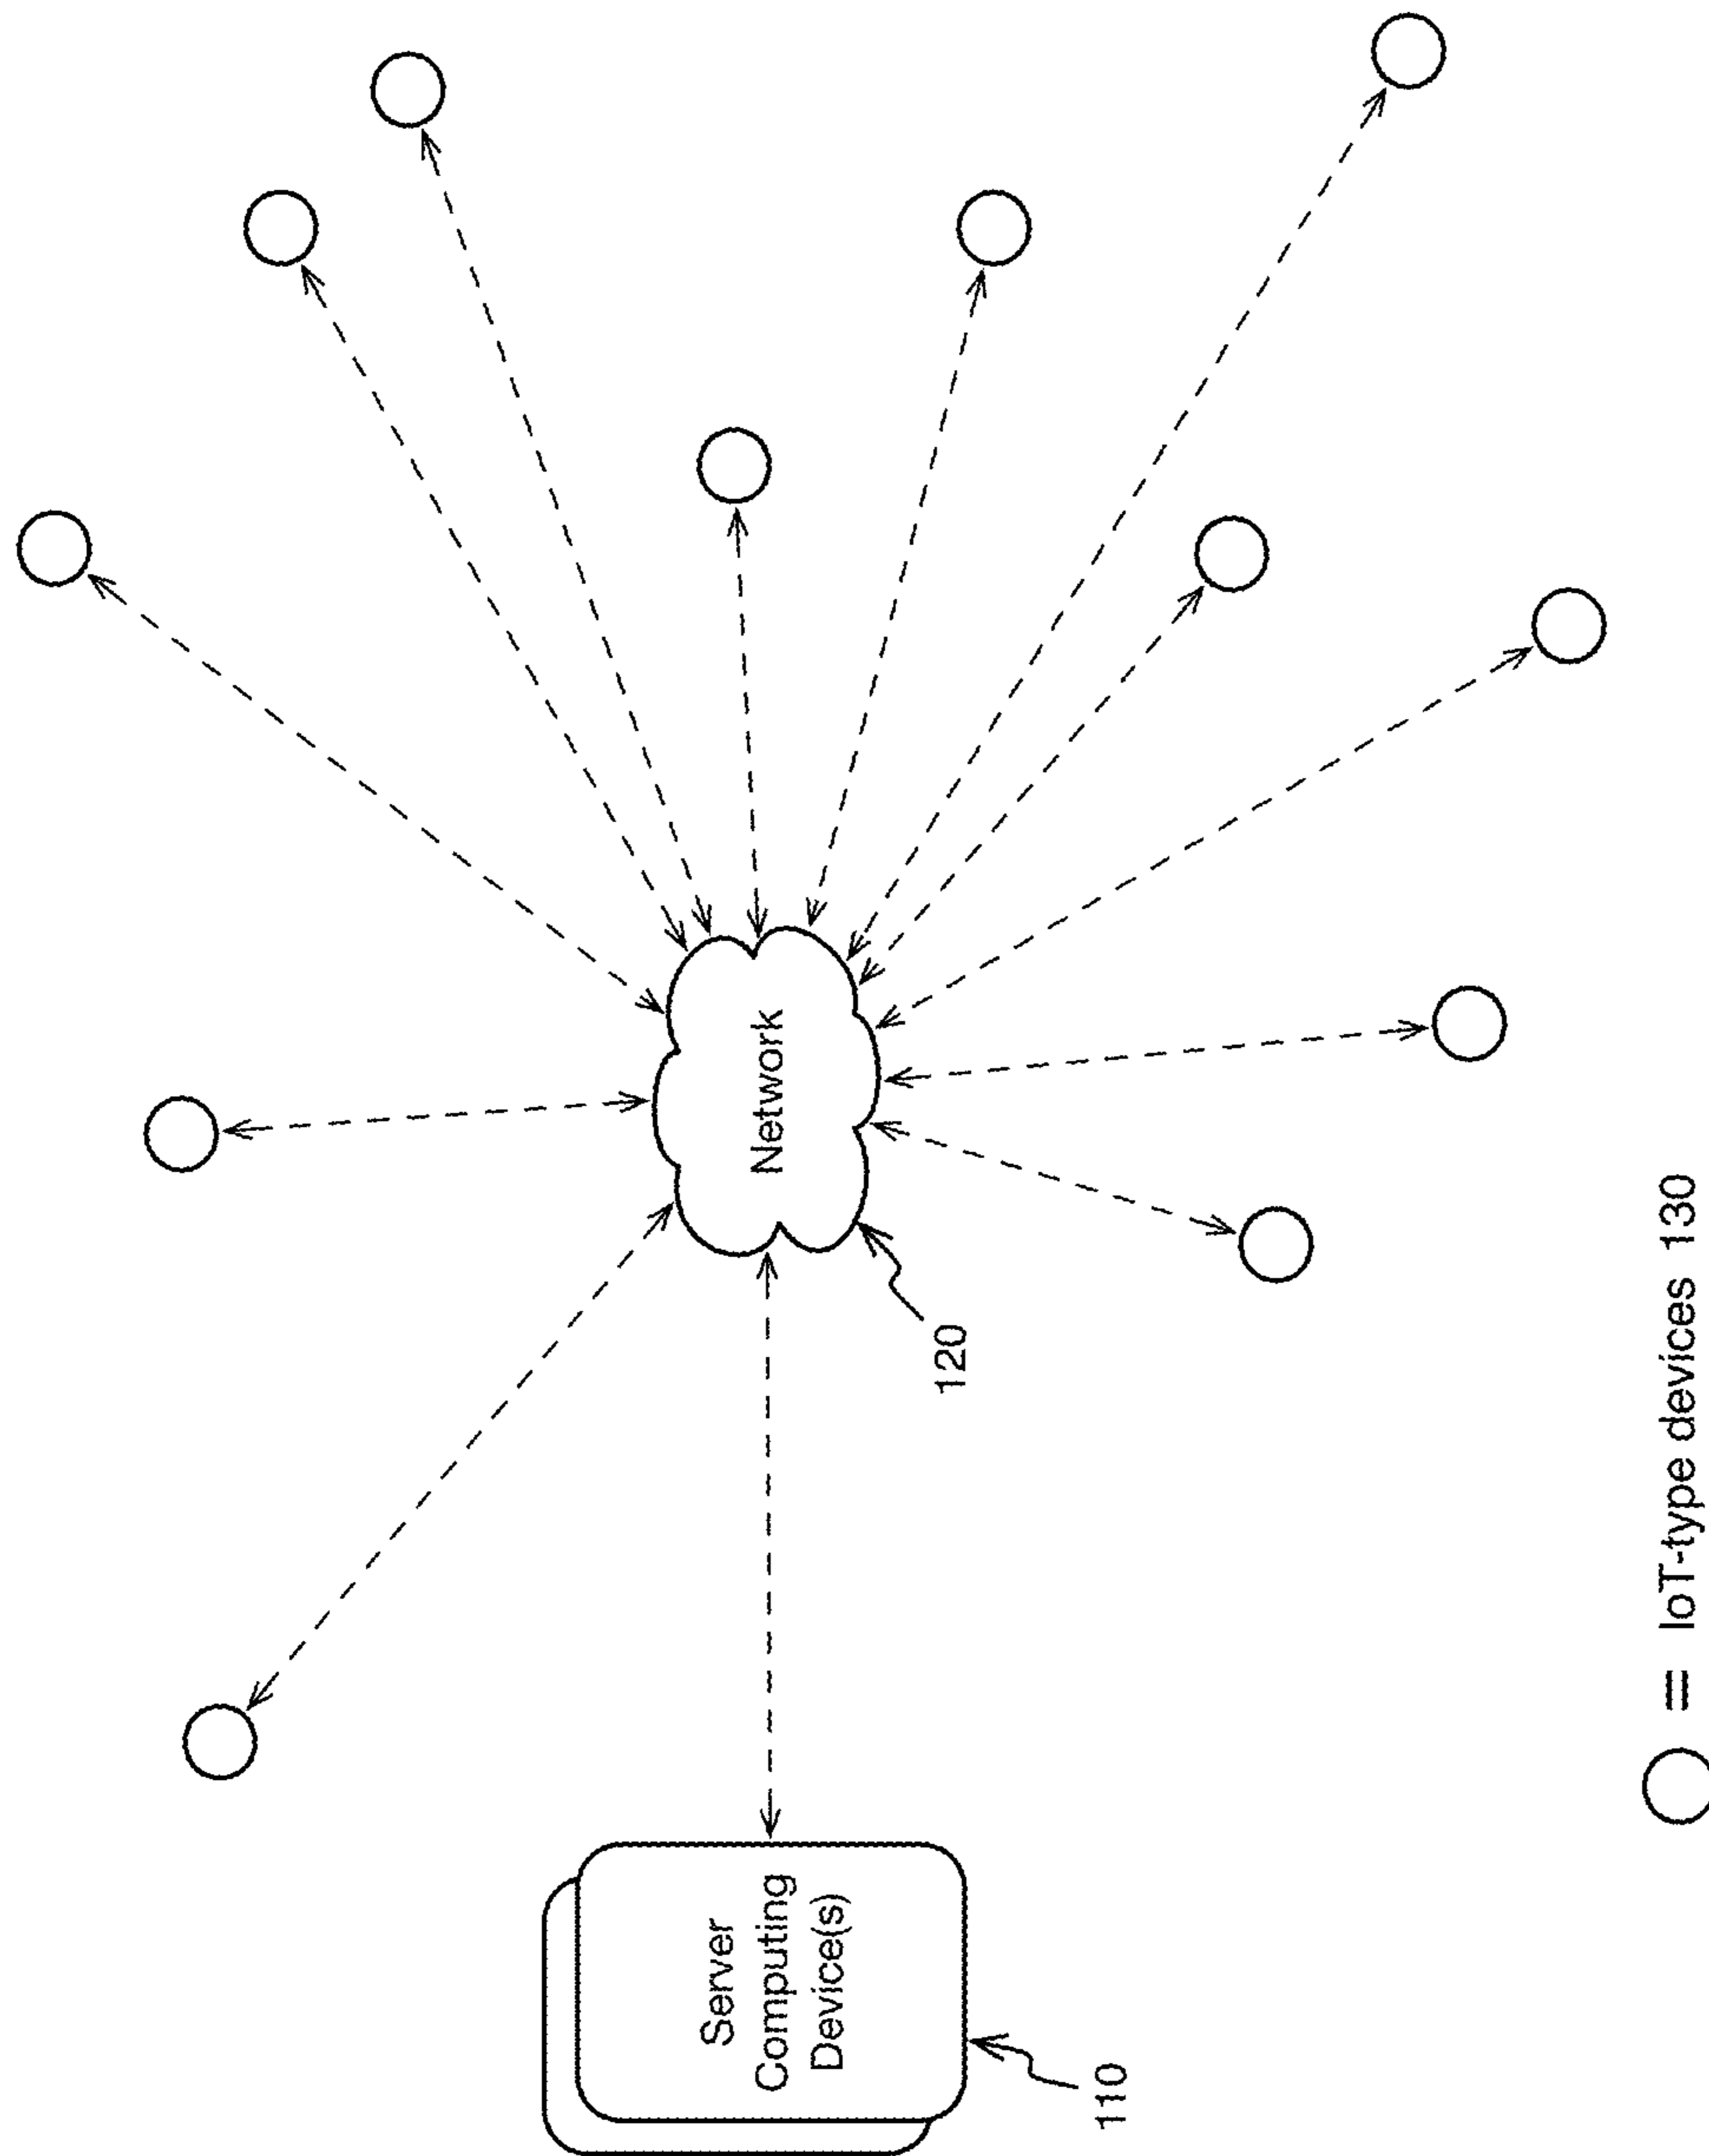 Server
Computing
Device(s)
110
Network
120
= IoT-type devices 130